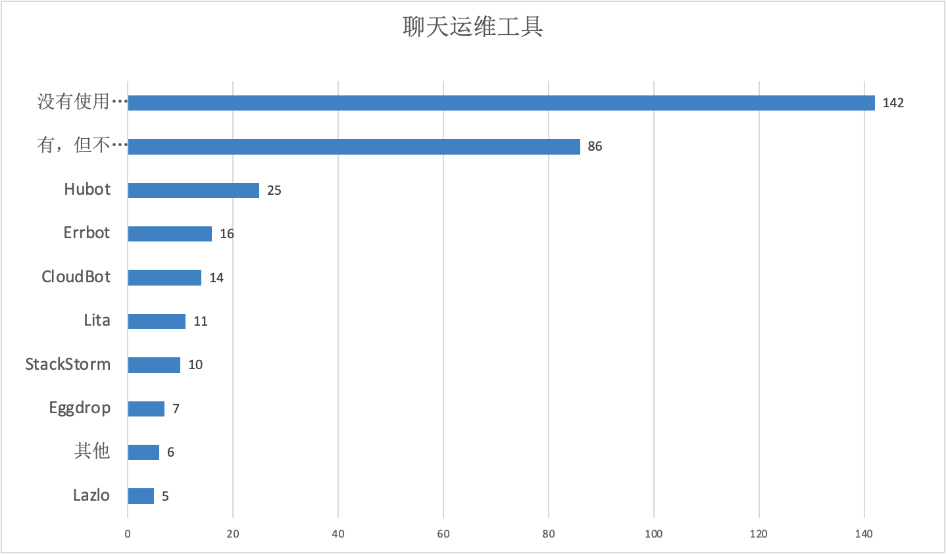 聊天运维工具
没有使用… 142
有，但不… 86
Hubot 25
Errbot 16
CloudBot 14
Lita 11
StackStorm 10
Eggdrop 7
其他 6
Lazlo 5
0 20 40 60 80 100 120 140